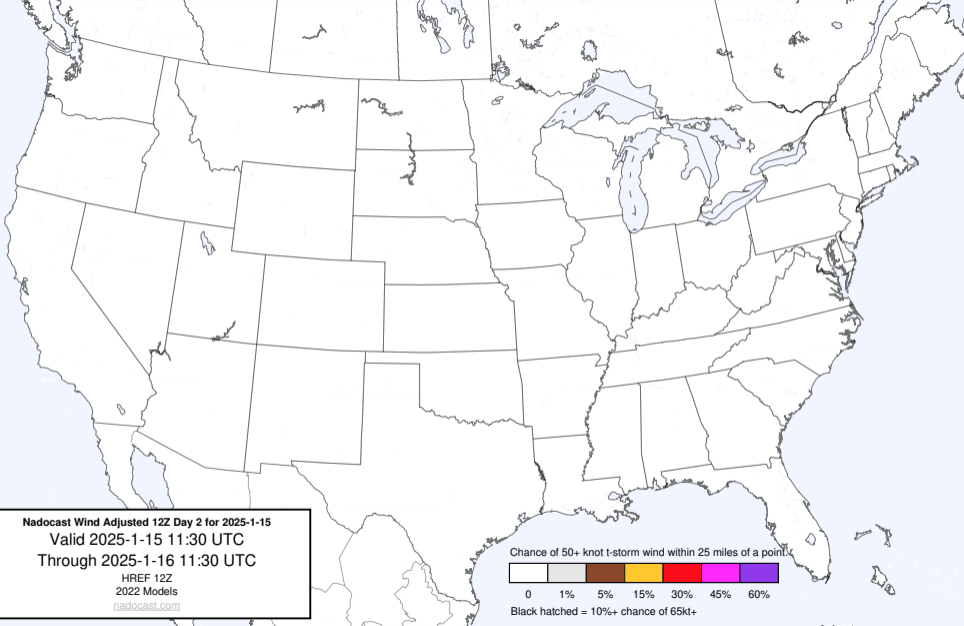 Nadocast Wind Adjusted 12Z Day 2 for 2025-1-15
Valid 2025-1-15 11:30 UTC
Through 2025-1-16 11:30 UTC
HREF 12Z
2022 Models
nadocast.com
Chance of 50+ knot t-storm wind within 25 miles of a point.
0 1% 5% 15% 30% 45% 60%
Black hatched = 10%+ chance of 65kt+